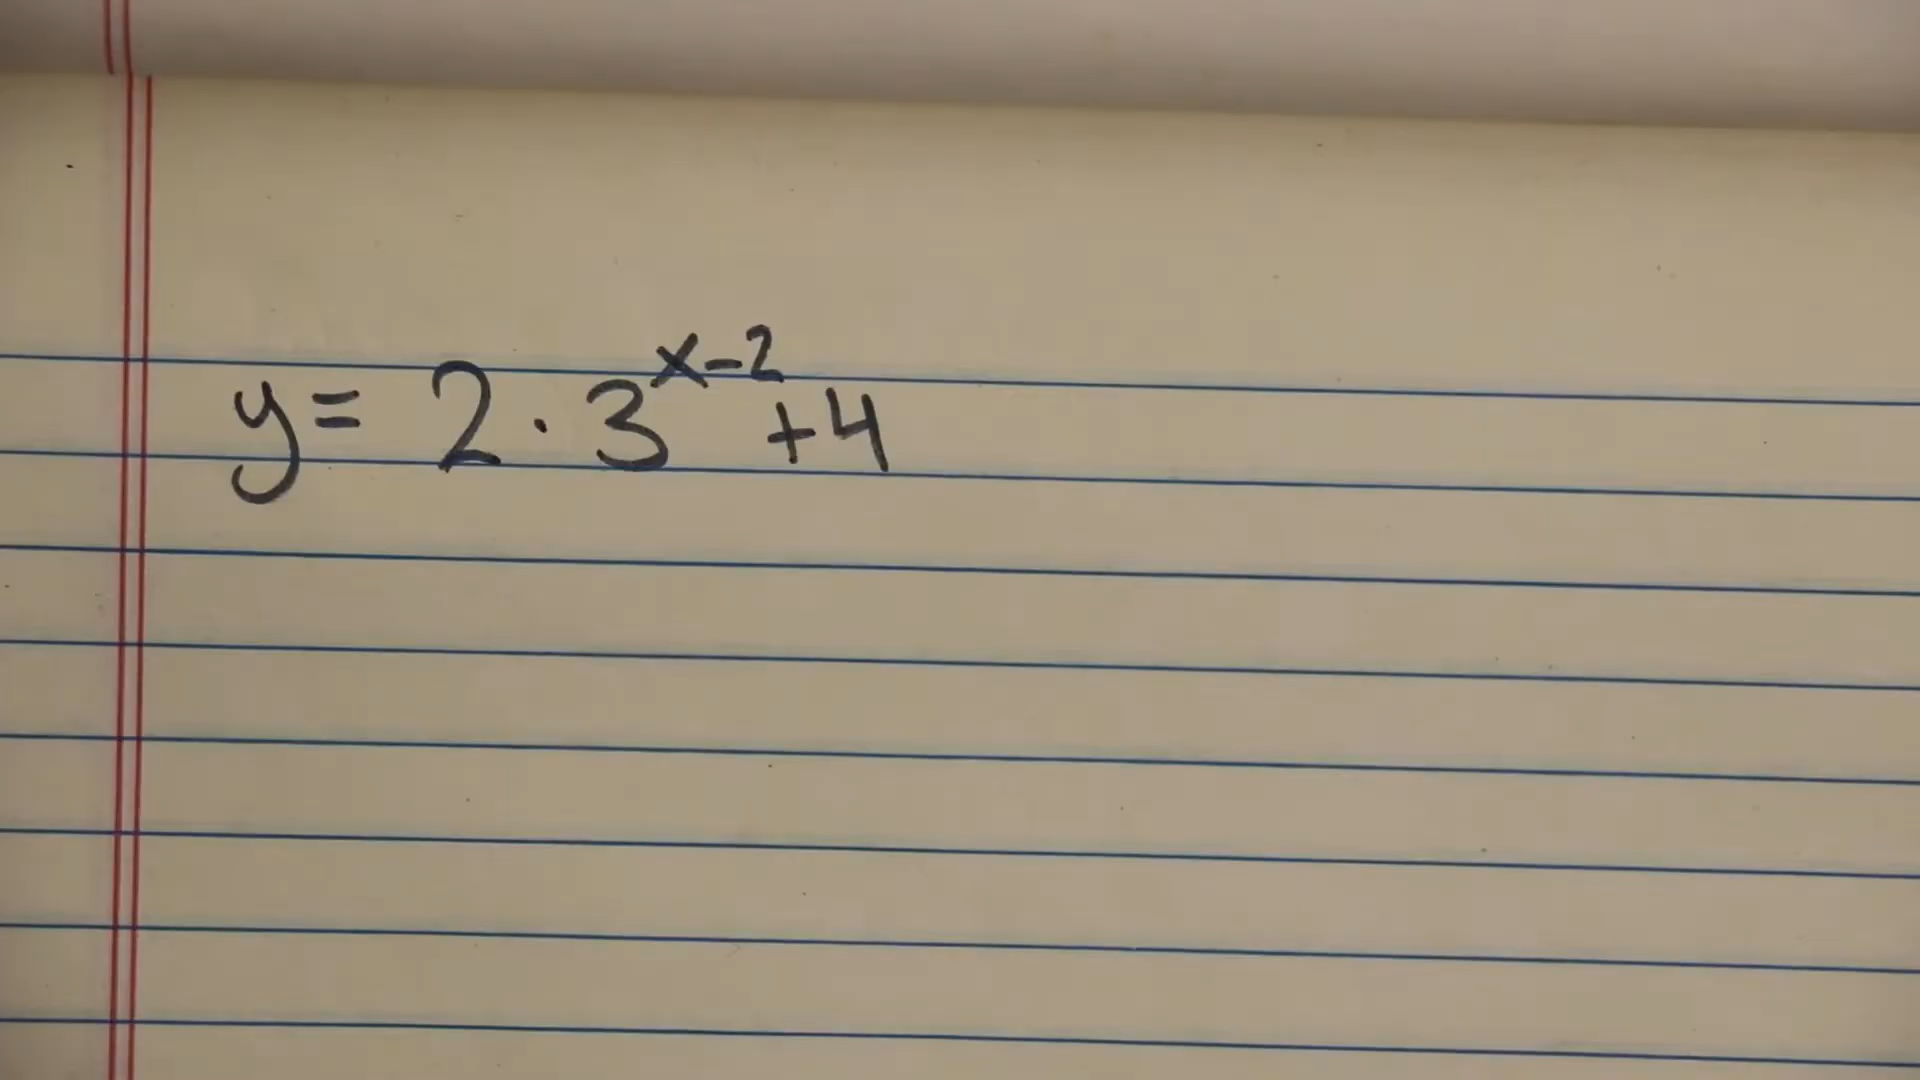 y = 2 · 3^{x-2} + 4